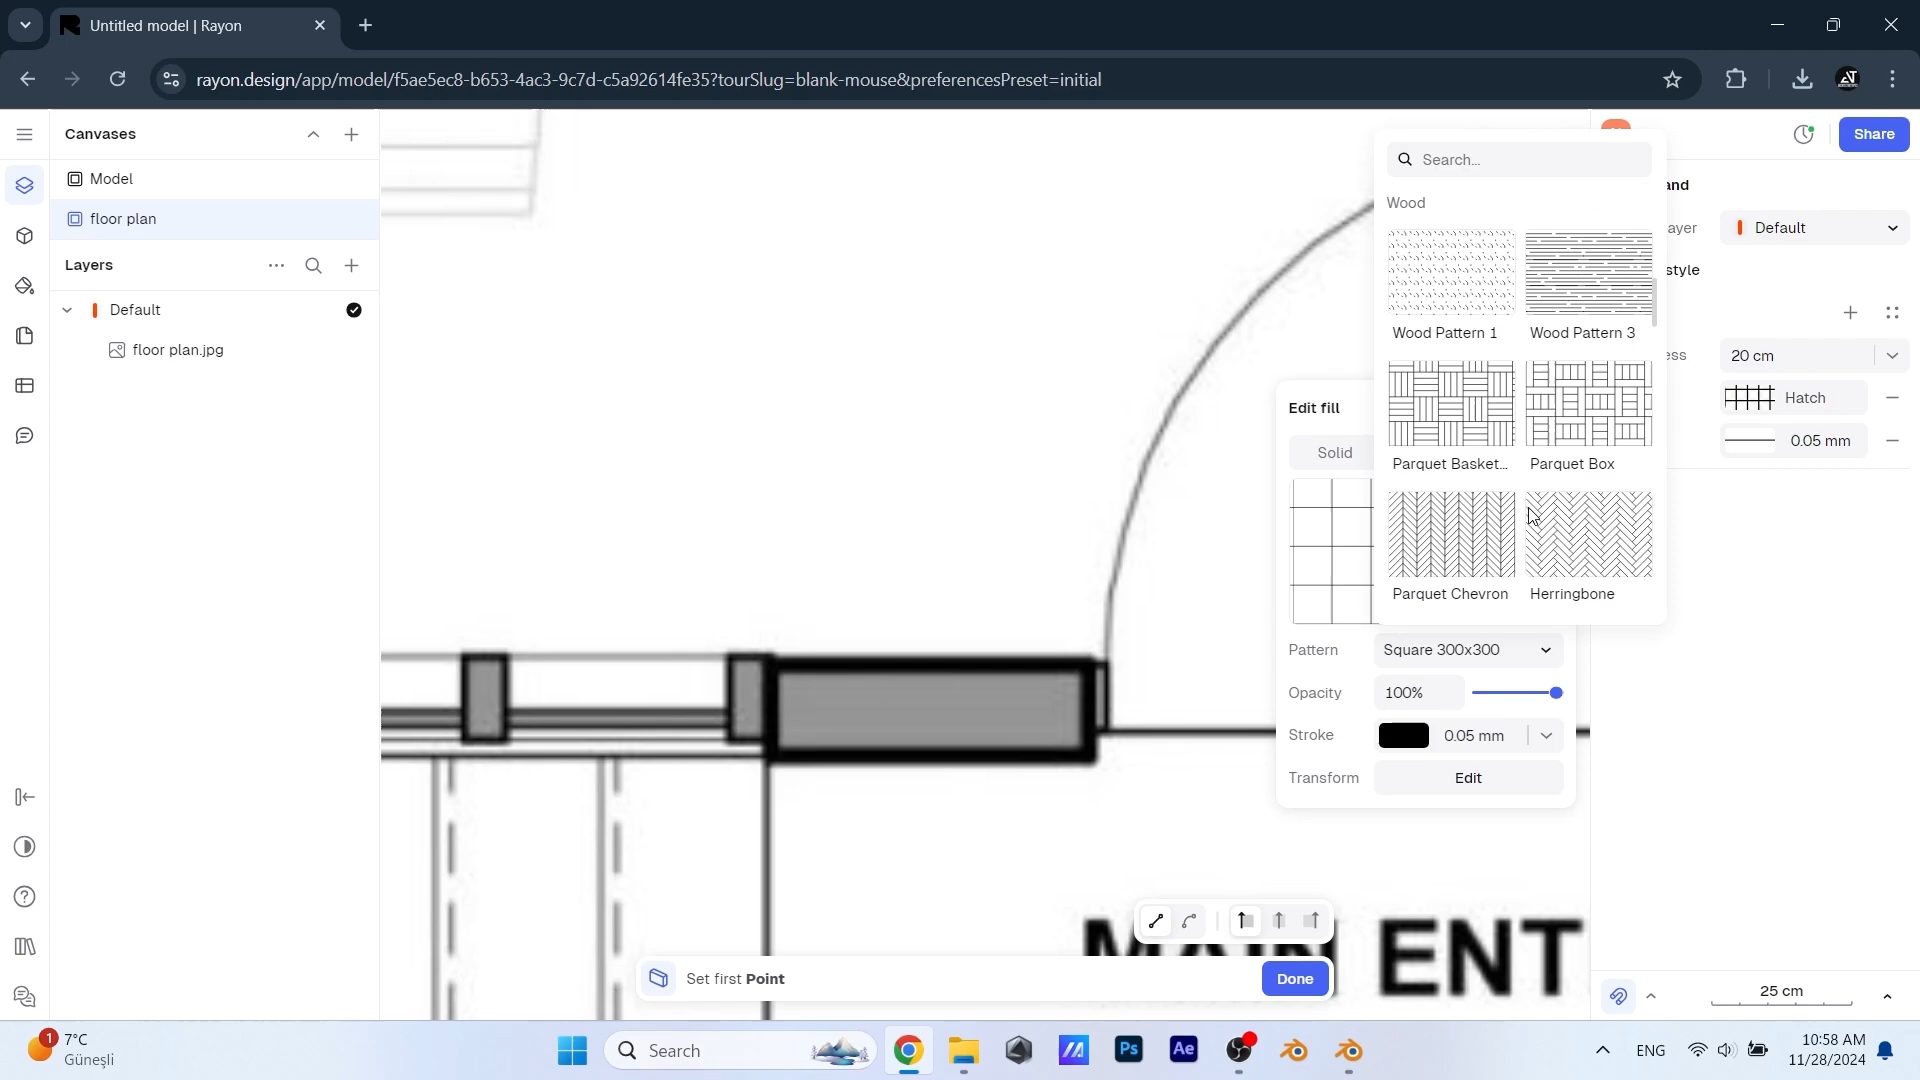 Untitled model | Rayon
rayon.design/app/model/f5ae5ec8-b653-4ac3-9c7d-c5a92614fe35?tourSlug=blank-mouse&preferencesPreset=initial
Canvases
Model
floor plan
Layers
Default
floor plan.jpg
Search...
Wood
Wood Pattern 1
Wood Pattern 3
Parquet Basket...
Parquet Box
Parquet Chevron
Herringbone
Edit fill
Solid
Pattern
Square 300x300
Opacity
100%
Stroke
0.05 mm
Transform
Edit
Share
and
ayer
Default
style
ess
20 cm
Hatch
0.05 mm
MAIN ENT
Set first Point
Done
25 cm
1
7°C
Güneşli
Search
Ps
Ae
ENG
10:58 AM
11/28/2024